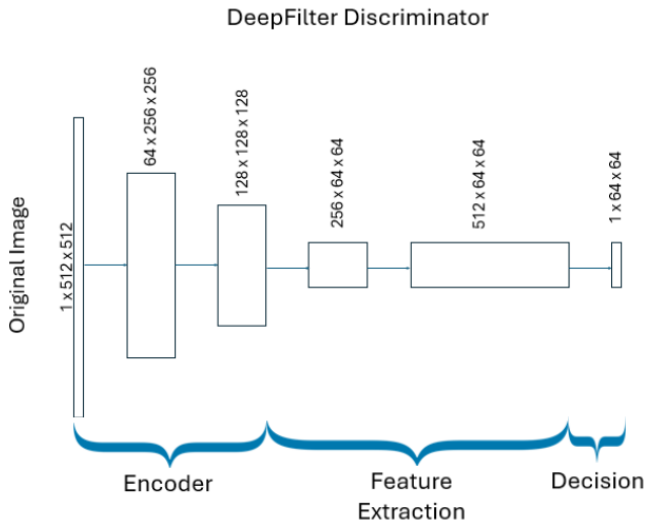 DeepFilter Discriminator
Original Image
1 x 512 x 512
64 x 256 x 256
128 x 128 x 128
256 x 64 x 64
512 x 64 x 64
1 x 64 x 64
Encoder
Feature
Extraction
Decision